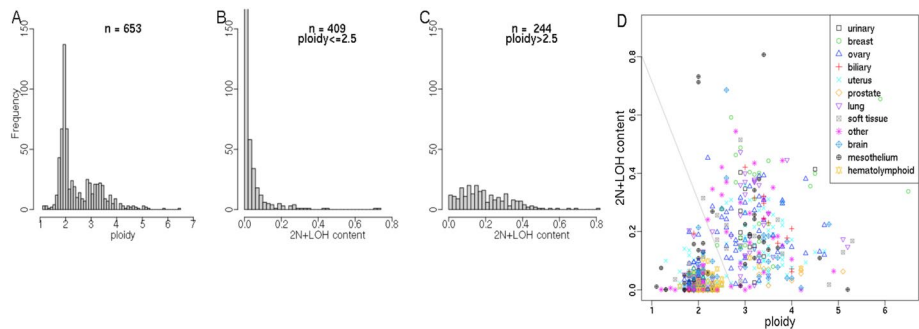 A
n = 653
Frequency
0 50 100 150
1 2 3 4 5 6 7
ploidy
B
n = 409
ploidy<=2.5
0 50 100 150
0.0 0.2 0.4 0.6 0.8
2N+LOH content
C
n = 244
ploidy>2.5
0 50 100 150
0.0 0.2 0.4 0.6 0.8
2N+LOH content
D
2N+LOH content
0.0 0.2 0.4 0.6 0.8
1 2 3 4 5 6
ploidy
urinary
breast
ovary
biliary
uterus
prostate
lung
soft tissue
other
brain
mesothelium
hematolymphoid